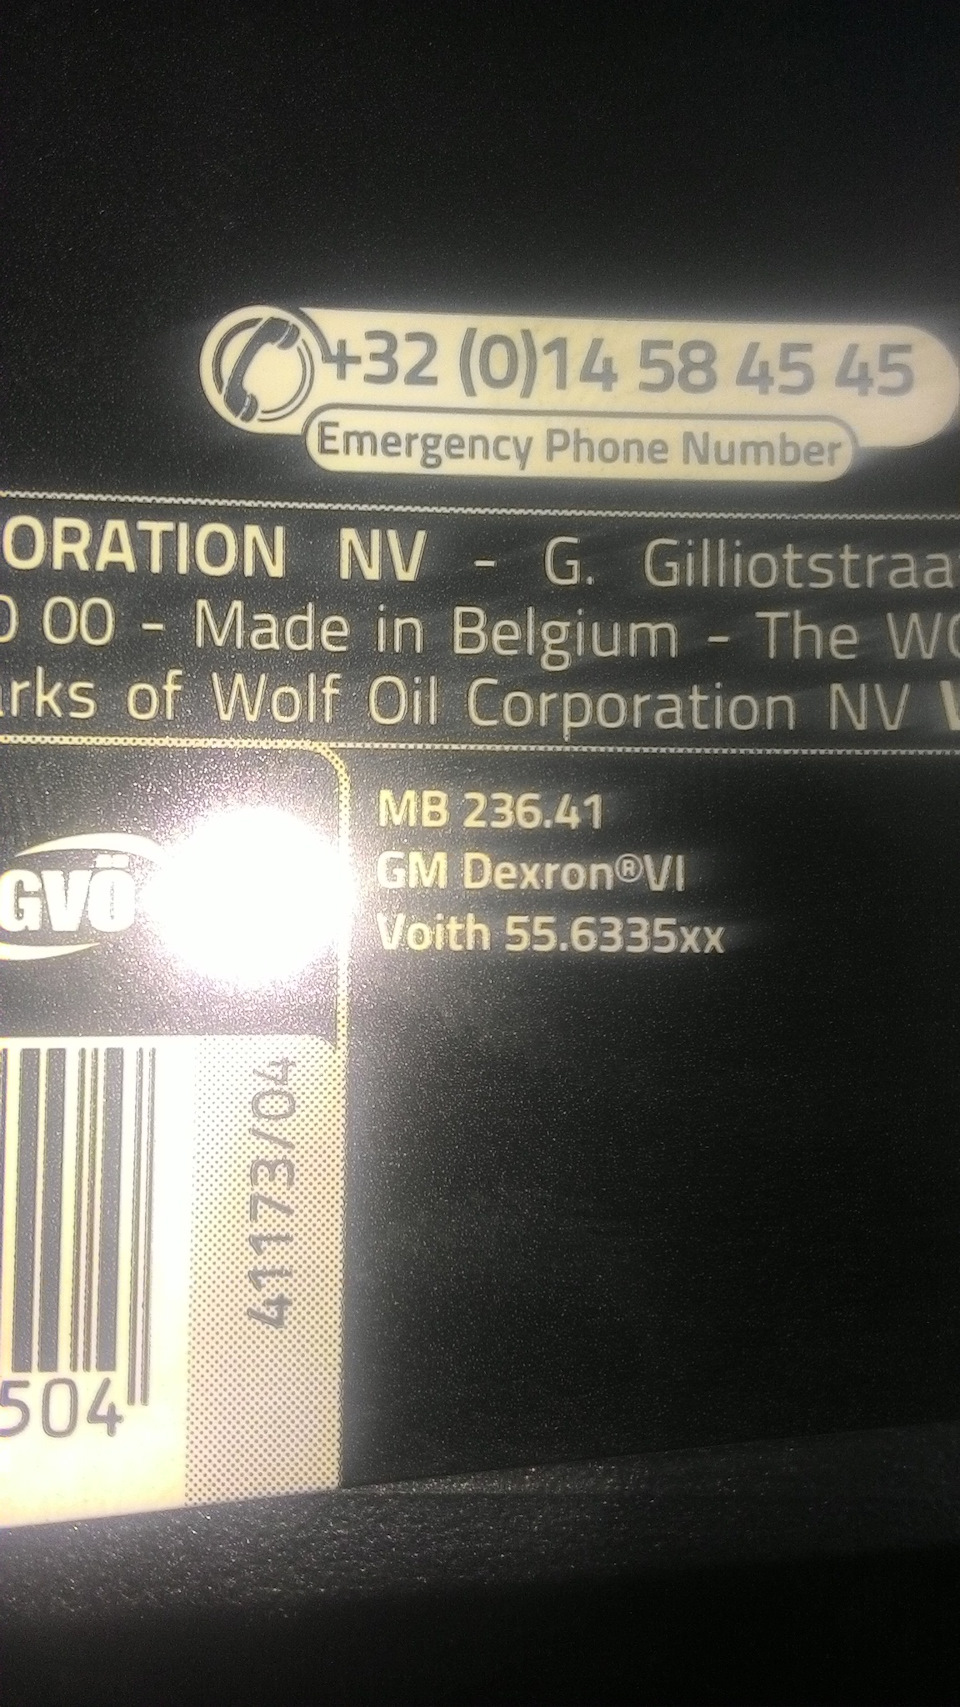 +32 (0)14 58 45 45
Emergency Phone Number
ORATION NV - G. Gilliotstraa
00 - Made in Belgium - The WO
rks of Wolf Oil Corporation NV
MB 236.41
GM Dexron®VI
Voith 55.6335xx
GVÖ
41173/04
504